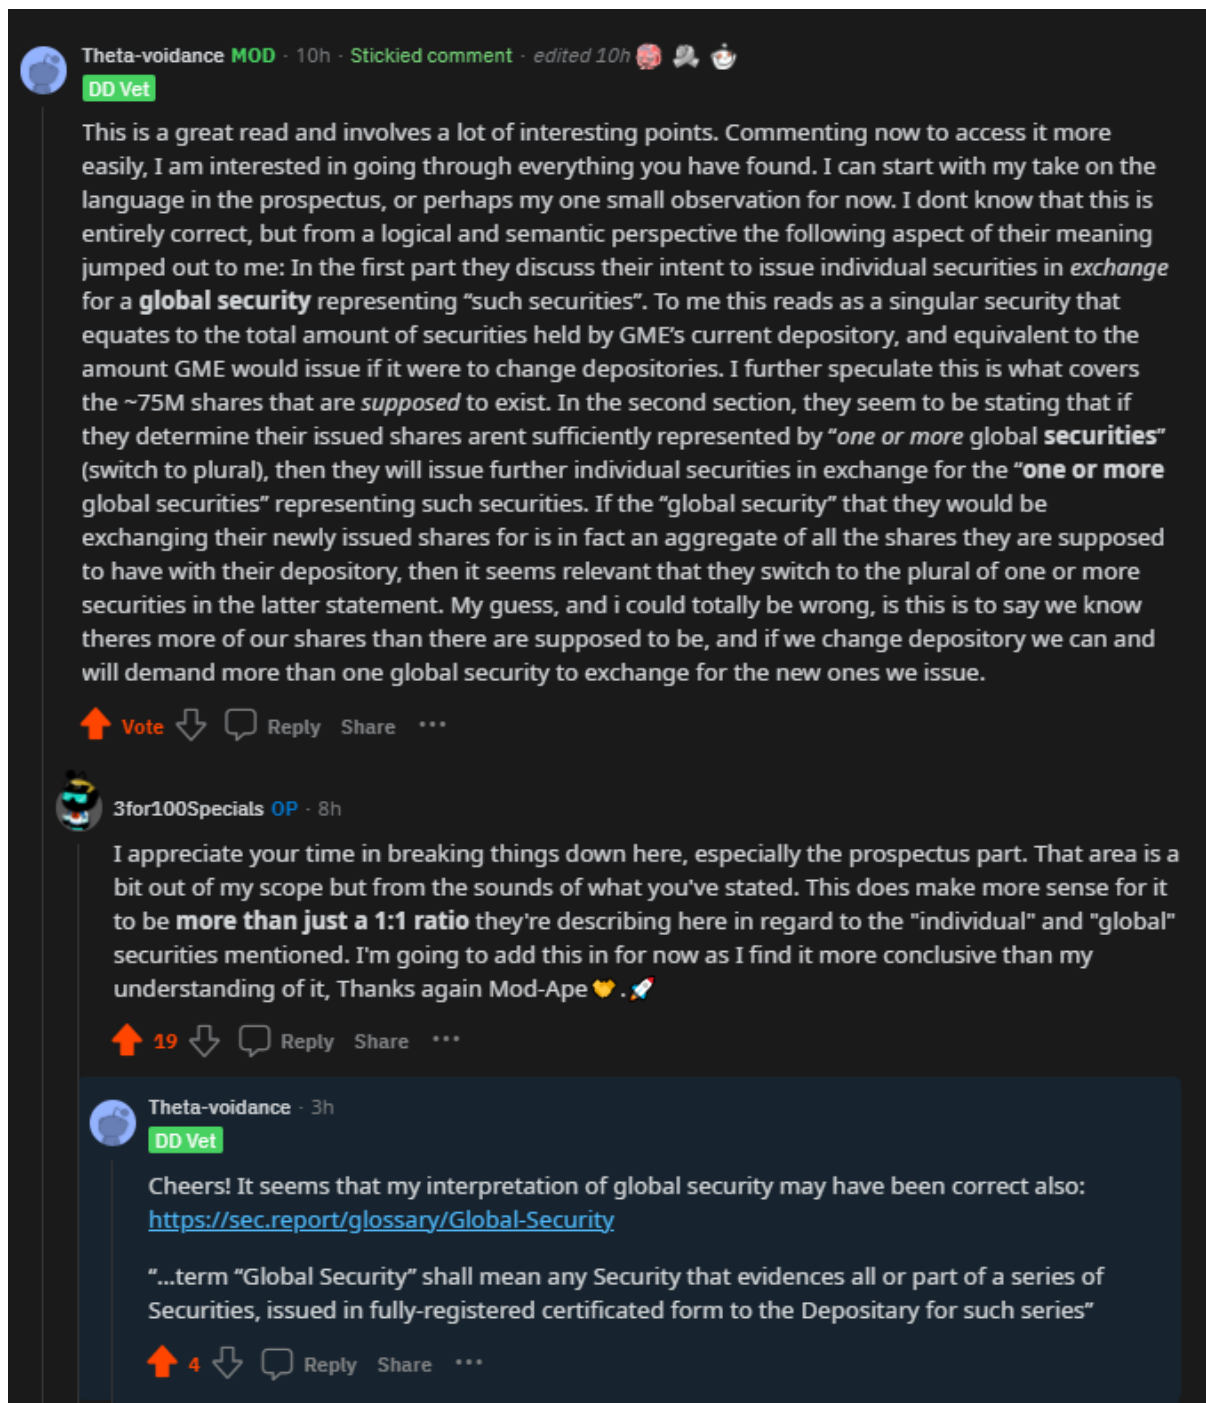 Theta-voidance MOD · 10h · Stickied comment · edited 10h
DD Vet
This is a great read and involves a lot of interesting points. Commenting now to access it more
easily, I am interested in going through everything you have found. I can start with my take on the
language in the prospectus, or perhaps my one small observation for now. I dont know that this is
entirely correct, but from a logical and semantic perspective the following aspect of their meaning
jumped out to me: In the first part they discuss their intent to issue individual securities in exchange
for a global security representing “such securities”. To me this reads as a singular security that
equates to the total amount of securities held by GME’s current depository, and equivalent to the
amount GME would issue if it were to change depositories. I further speculate this is what covers
the ~75M shares that are supposed to exist. In the second section, they seem to be stating that if
they determine their issued shares arent sufficiently represented by “one or more global securities”
(switch to plural), then they will issue further individual securities in exchange for the “one or more
global securities” representing such securities. If the “global security” that they would be
exchanging their newly issued shares for is in fact an aggregate of all the shares they are supposed
to have with their depository, then it seems relevant that they switch to the plural of one or more
securities in the latter statement. My guess, and i could totally be wrong, is this is to say we know
theres more of our shares than there are supposed to be, and if we change depository we can and
will demand more than one global security to exchange for the new ones we issue.
Vote Reply Share ···
3for100Specials OP · 8h
I appreciate your time in breaking things down here, especially the prospectus part. That area is a
bit out of my scope but from the sounds of what you've stated. This does make more sense for it
to be more than just a 1:1 ratio they're describing here in regard to the "individual" and "global"
securities mentioned. I'm going to add this in for now as I find it more conclusive than my
understanding of it, Thanks again Mod-Ape 🤝.🚀
19 Reply Share ···
Theta-voidance · 3h
DD Vet
Cheers! It seems that my interpretation of global security may have been correct also:
https://sec.report/glossary/Global-Security
“...term “Global Security” shall mean any Security that evidences all or part of a series of
Securities, issued in fully-registered certificated form to the Depositary for such series”
4 Reply Share ···